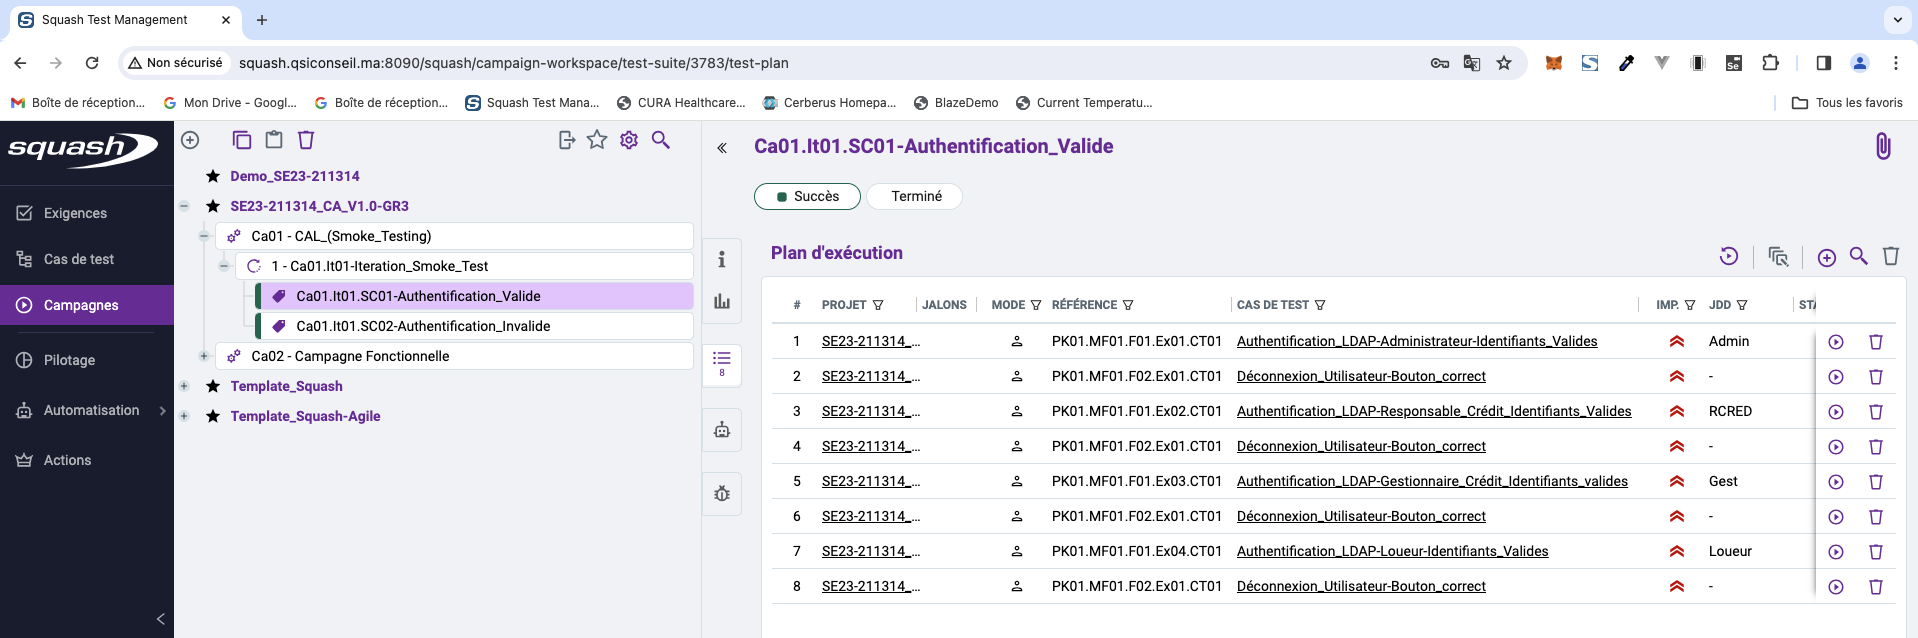 Squash Test Management
Non sécurisé squash.qsiconseil.ma:8090/squash/campaign-workspace/test-suite/3783/test-plan
Boîte de réception... Mon Drive - Googl... Boîte de réception... Squash Test Mana... CURA Healthcare... Cerberus Homepa... BlazeDemo Current Temperatu... Tous les favoris
squash
Exigences
Cas de test
Campagnes
Pilotage
Automatisation
Actions
Demo_SE23-211314
SE23-211314_CA_V1.0-GR3
Ca01 - CAL_(Smoke_Testing)
1 - Ca01.It01-Iteration_Smoke_Test
Ca01.It01.SC01-Authentification_Valide
Ca01.It01.SC02-Authentification_Invalide
Ca02 - Campagne Fonctionnelle
Template_Squash
Template_Squash-Agile
Ca01.It01.SC01-Authentification_Valide
Succès Terminé
8
Plan d'exécution
# PROJET JALONS MODE RÉFÉRENCE CAS DE TEST IMP. JDD STA
1 SE23-211314_... PK01.MF01.F01.Ex01.CT01 Authentification_LDAP-Administrateur-Identifiants_Valides Admin
2 SE23-211314_... PK01.MF01.F02.Ex01.CT01 Déconnexion_Utilisateur-Bouton_correct -
3 SE23-211314_... PK01.MF01.F01.Ex02.CT01 Authentification_LDAP-Responsable_Crédit_Identifiants_Valides RCRED
4 SE23-211314_... PK01.MF01.F02.Ex01.CT01 Déconnexion_Utilisateur-Bouton_correct -
5 SE23-211314_... PK01.MF01.F01.Ex03.CT01 Authentification_LDAP-Gestionnaire_Crédit_Identifiants_valides Gest
6 SE23-211314_... PK01.MF01.F02.Ex01.CT01 Déconnexion_Utilisateur-Bouton_correct -
7 SE23-211314_... PK01.MF01.F01.Ex04.CT01 Authentification_LDAP-Loueur-Identifiants_Valides Loueur
8 SE23-211314_... PK01.MF01.F02.Ex01.CT01 Déconnexion_Utilisateur-Bouton_correct -